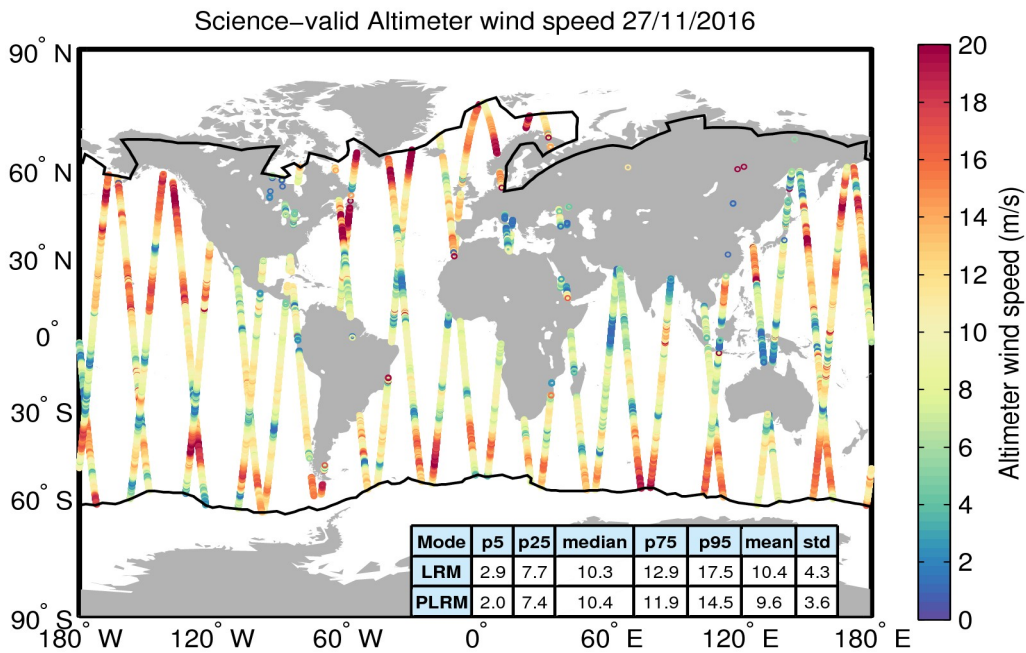 Science−valid Altimeter wind speed 27/11/2016
90° N
60° N
30° N
0°
30° S
60° S
90° S
180° W
120° W
60° W
0°
60° E
120° E
180° E
Mode p5 p25 median p75 p95 mean std
LRM 2.9 7.7 10.3 12.9 17.5 10.4 4.3
PLRM 2.0 7.4 10.4 11.9 14.5 9.6 3.6
20
18
16
14
12
10
8
6
4
2
0
Altimeter wind speed (m/s)